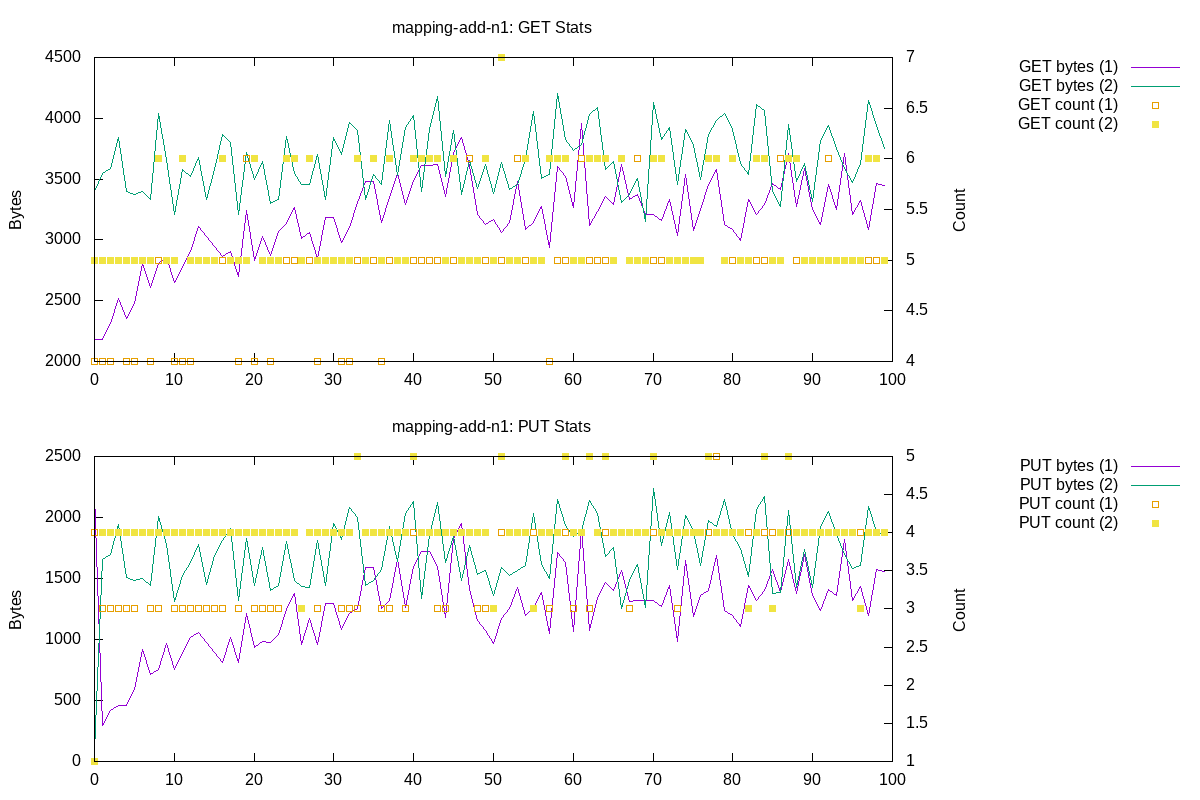 mapping-add-n1: GET Stats
4500 7
GET bytes (1)
GET bytes (2)
GET count (1)
GET count (2)
6.5
4000
6
3500
5.5
Bytes
Count
3000
5
2500
4.5
2000 4
0 10 20 30 40 50 60 70 80 90 100
mapping-add-n1: PUT Stats
2500 5
PUT bytes (1)
PUT bytes (2)
PUT count (1)
PUT count (2)
4.5
2000
4
1500
3.5
Bytes
Count
3
1000
2.5
500
2
1.5
0 1
0 10 20 30 40 50 60 70 80 90 100